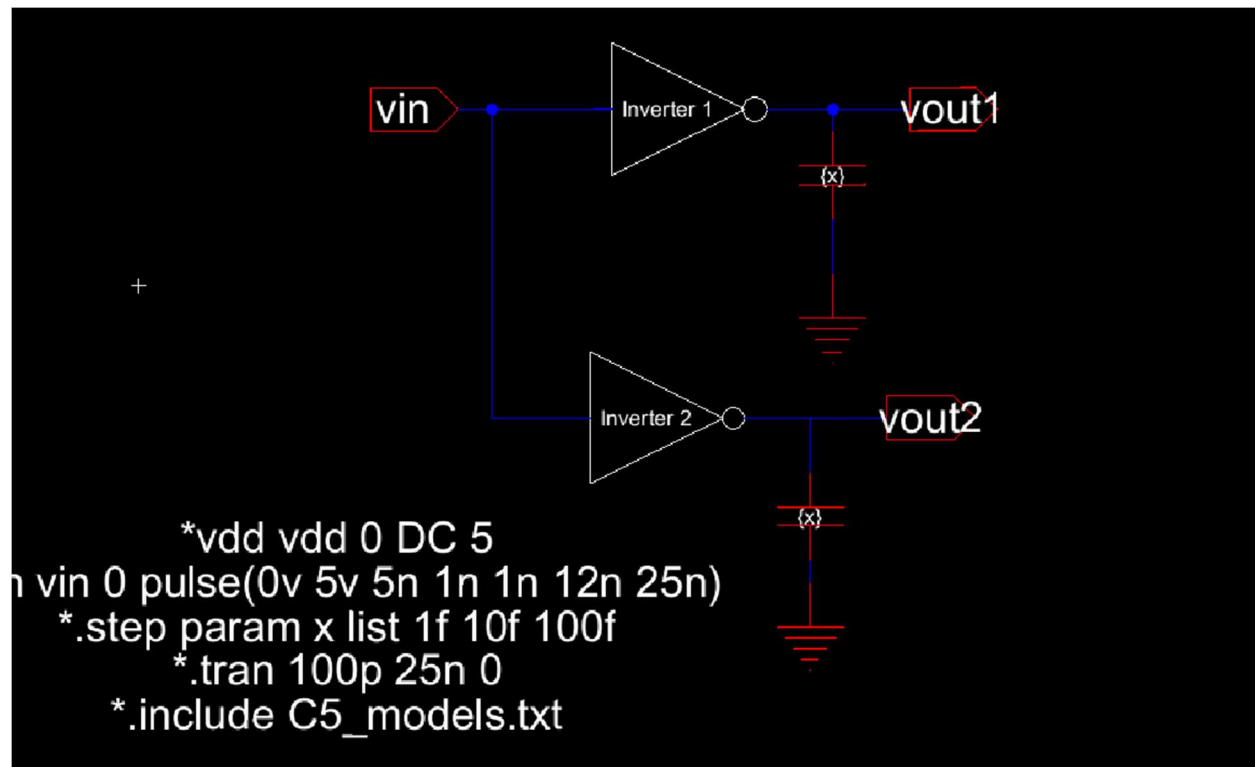 vin
Inverter 1
vout1
{x}
Inverter 2
vout2
{x}
*vdd vdd 0 DC 5
vin 0 pulse(0v 5v 5n 1n 1n 12n 25n)
*.step param x list 1f 10f 100f
*.tran 100p 25n 0
*.include C5_models.txt